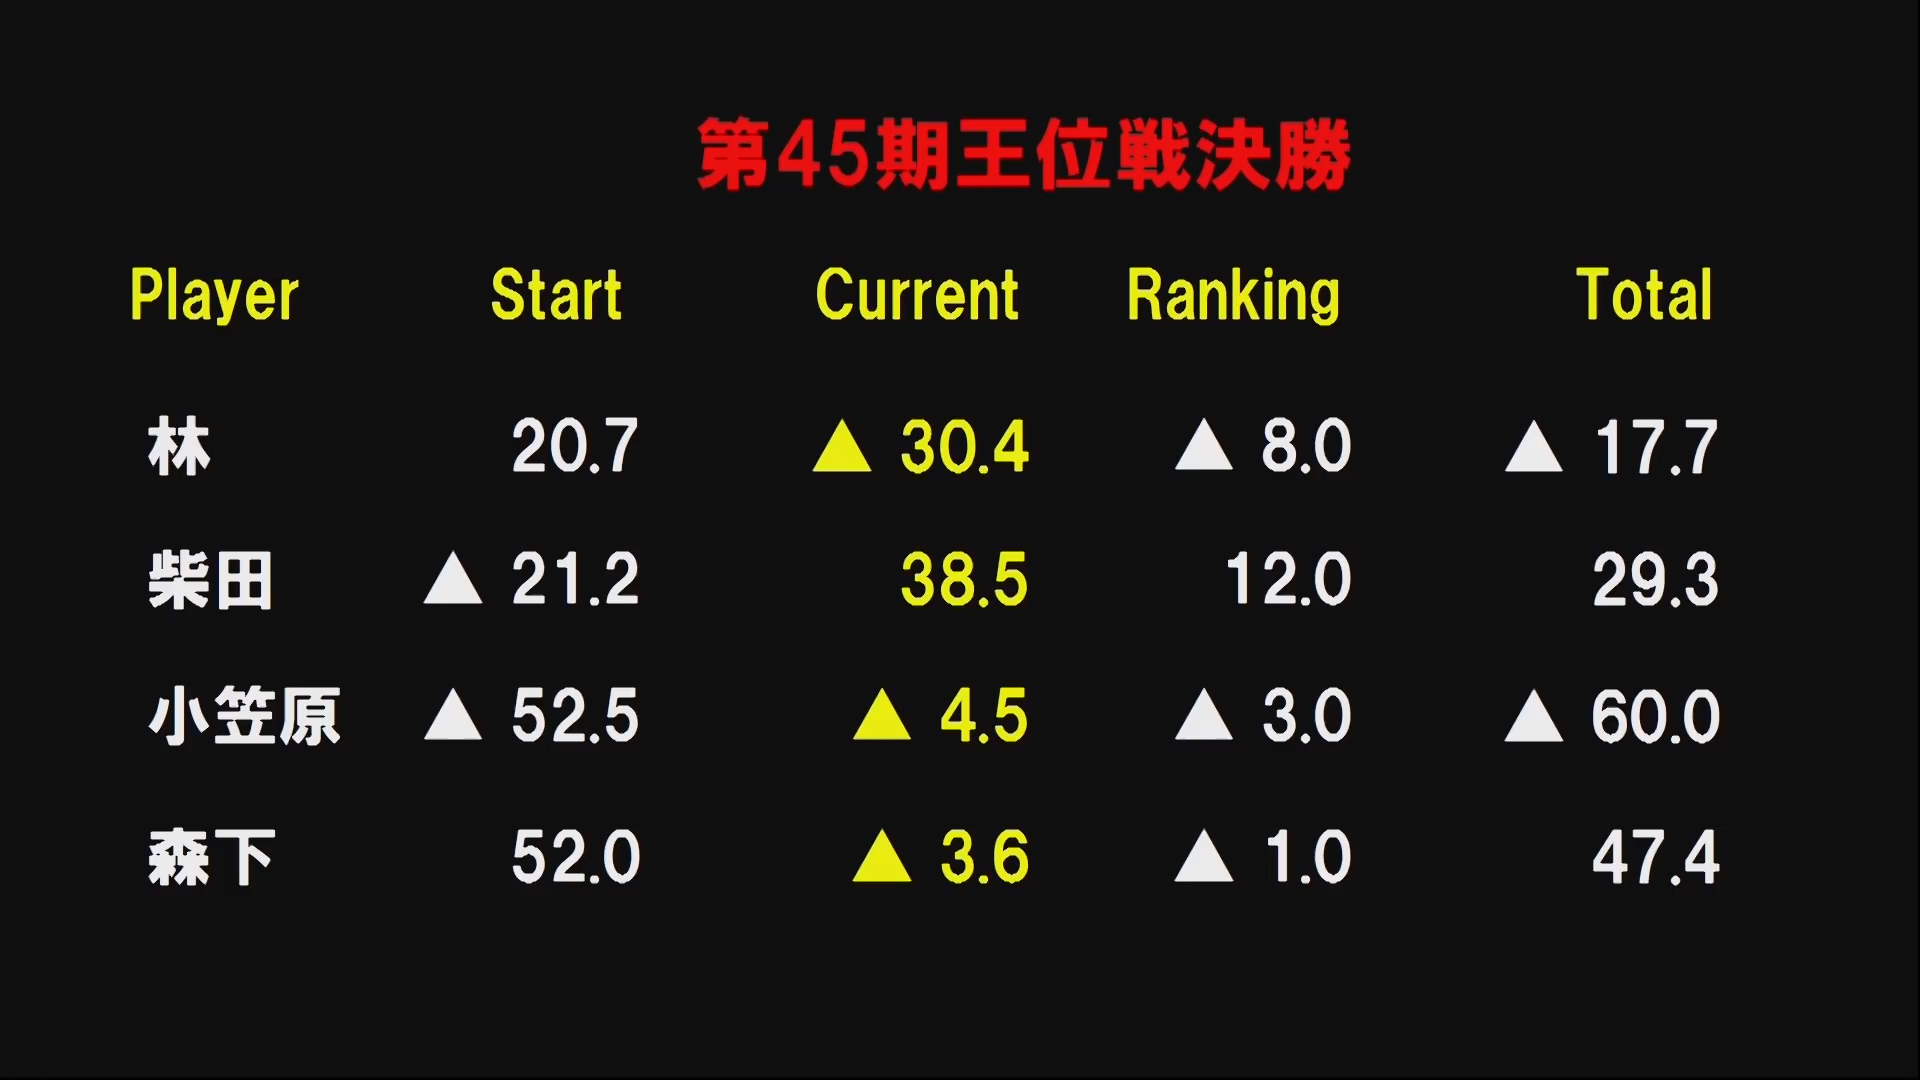 第45期王位戦決勝
Player Start Current Ranking Total
林 20.7 ▲ 30.4 ▲ 8.0 ▲ 17.7
柴田 ▲ 21.2 38.5 12.0 29.3
小笠原 ▲ 52.5 ▲ 4.5 ▲ 3.0 ▲ 60.0
森下 52.0 ▲ 3.6 ▲ 1.0 47.4